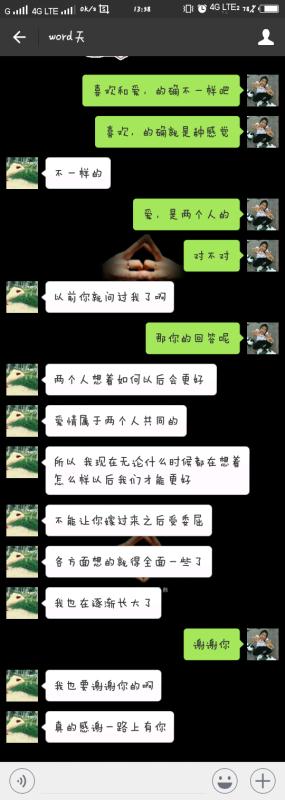 4G LTE 0K/s 13:58 4G LTE 78%
word天
喜欢和爱，的确不一样吧
喜欢，的确就是种感觉
不一样的
爱，是两个人的
对不对
以前你就问过我了啊
那你的回答呢
两个人想着如何以后会更好
爱情属于两个人共同的
所以 我现在无论什么时候都在想着
怎么样以后我们才能更好
不能让你嫁过来之后受委屈
各方面想的就得全面一些了
我也在逐渐长大了
谢谢你
我也要谢谢你的啊
真的感谢一路上有你